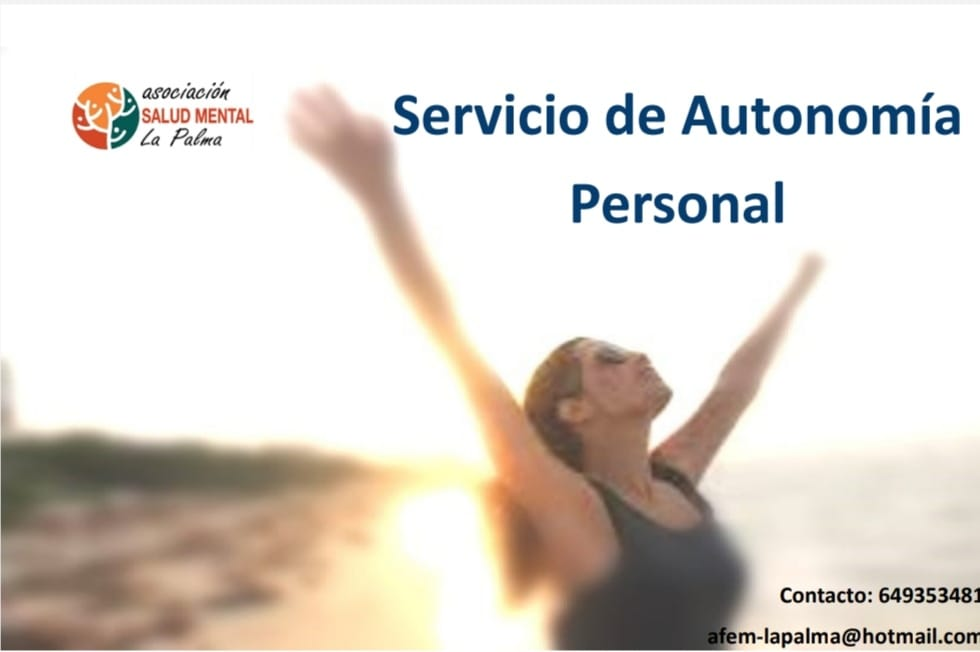 asociación
SALUD MENTAL
La Palma
Servicio de Autonomía
Personal
Contacto: 649353481
afem-lapalma@hotmail.com